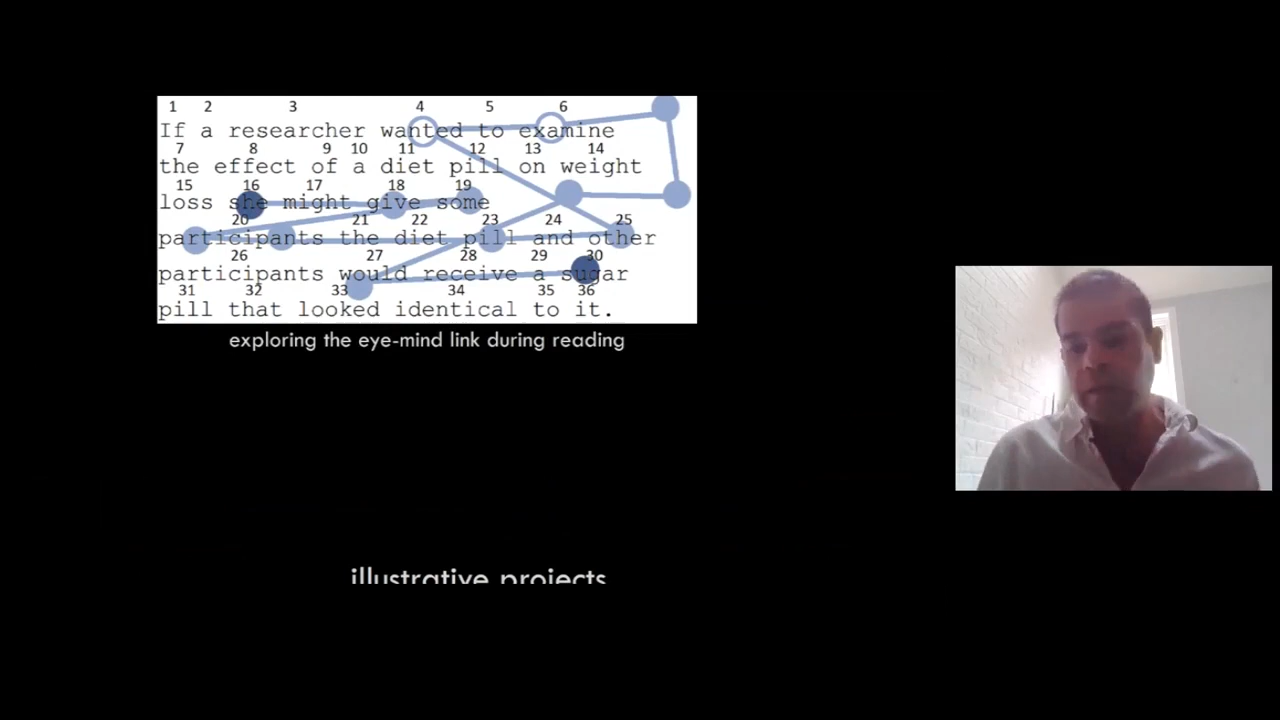 1 2 3 4 5 6
If a researcher wanted to examine
7 8 9 10 11 12 13 14
the effect of a diet pill on weight
15 16 17 18 19
loss she might give some
20 21 22 23 24 25
participants the diet pill and other
26 27 28 29 30
participants would receive a sugar
31 32 33 34 35 36
pill that looked identical to it.
exploring the eye-mind link during reading
illustrative projects